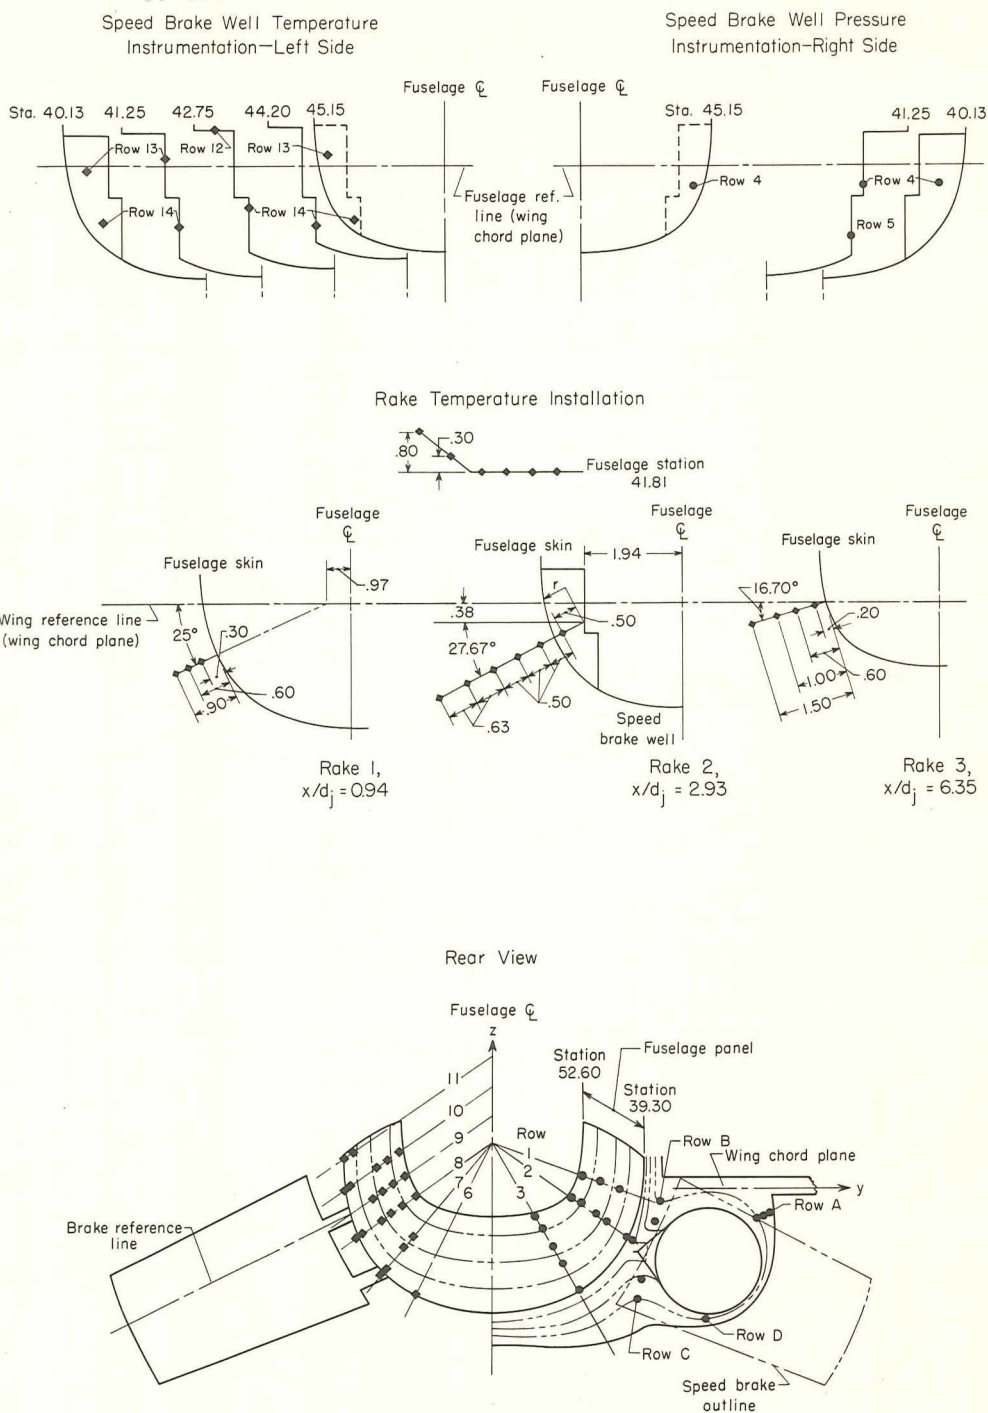 Speed Brake Well Temperature
Instrumentation—Left Side
Speed Brake Well Pressure
Instrumentation—Right Side
Fuselage ℄
Fuselage ℄
Sta. 40.13 41.25 42.75 44.20 45.15
Sta. 45.15 41.25 40.13
Row 13
Row 12
Row 13
Row 14
Row 14
Fuselage ref.
line (wing
chord plane)
Row 4
Row 4
Row 5
Rake Temperature Installation
.80
.30
Fuselage station
41.81
Fuselage
℄
Fuselage skin
.97
Wing reference line
(wing chord plane)
25°
.30
.60
.90
Rake 1,
x/dj = 0.94
Fuselage
℄
Fuselage skin
1.94
r
.38
.50
27.67°
.50
.63
Speed
brake well
Rake 2,
x/dj = 2.93
Fuselage
℄
Fuselage skin
16.70°
.20
.60
1.00
1.50
Rake 3,
x/dj = 6.35
Rear View
Fuselage ℄
z
11
10
9
8
7
6
Row
1
2
3
Station
52.60
Fuselage panel
Station
39.30
Row B
Wing chord plane
y
Row A
Brake reference
line
Row D
Row C
Speed brake
outline